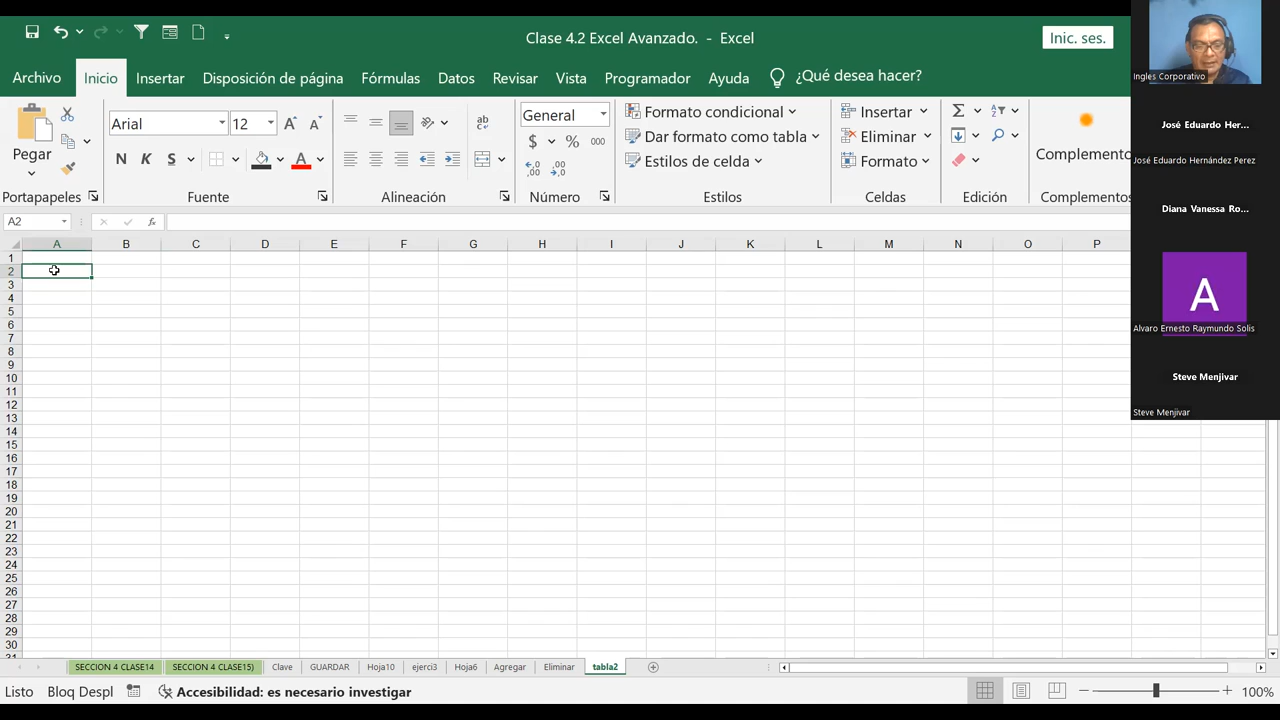 Clase 4.2 Excel Avanzado. - Excel
Inic. ses.
Archivo Inicio Insertar Disposición de página Fórmulas Datos Revisar Vista Programador Ayuda ¿Qué desea hacer?
Pegar
Arial 12
N K S A
ab
General
$ % 000
Formato condicional
Dar formato como tabla
Estilos de celda
Insertar
Eliminar
Formato
Complemento
Portapapeles Fuente Alineación Número Estilos Celdas Edición Complementos
A2 fx
A B C D E F G H I J K L M N O P
1
2
3
4
5
6
7
8
9
10
11
12
13
14
15
16
17
18
19
20
21
22
23
24
25
26
27
28
29
30
SECCION 4 CLASE14 SECCION 4 CLASE15) Clave GUARDAR Hoja10 ejerci3 Hoja6 Agregar Eliminar tabla2
Listo Bloq Despl Accesibilidad: es necesario investigar 100%
Ingles Corporativo
José Eduardo Her...
José Eduardo Hernández Perez
Diana Vanessa Ro...
A
Alvaro Ernesto Raymundo Solis
Steve Menjivar
Steve Menjivar